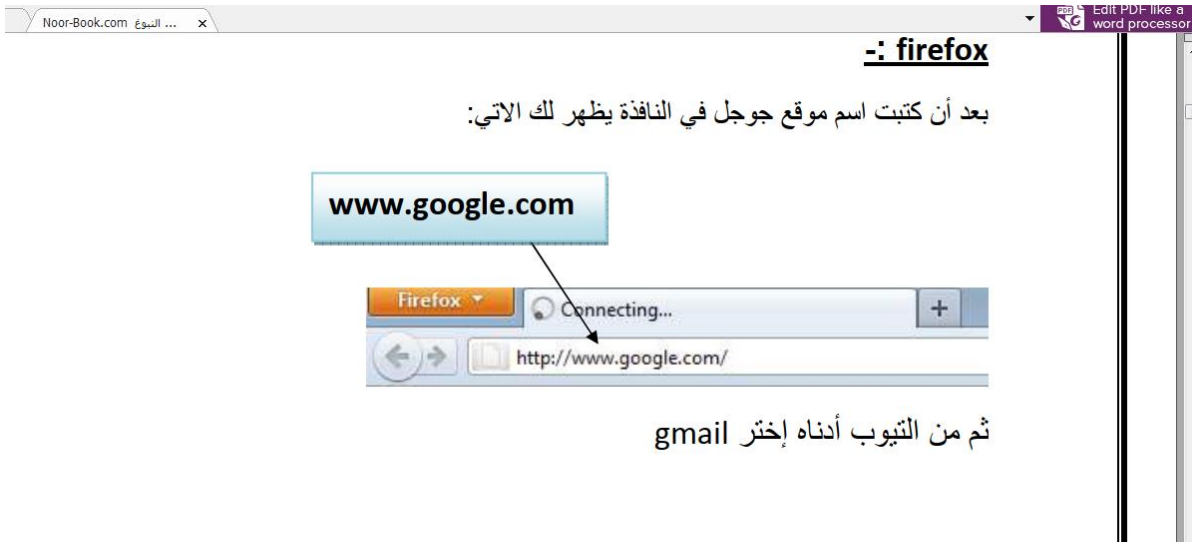 Noor-Book.com النبوغ ... x
Edit PDF like a
word processor
PDF
firefox :-
بعد أن كتبت اسم موقع جوجل في النافذة يظهر لك الاتي:
www.google.com
Firefox
Connecting...
+
http://www.google.com/
ثم من التيوب أدناه إختر gmail